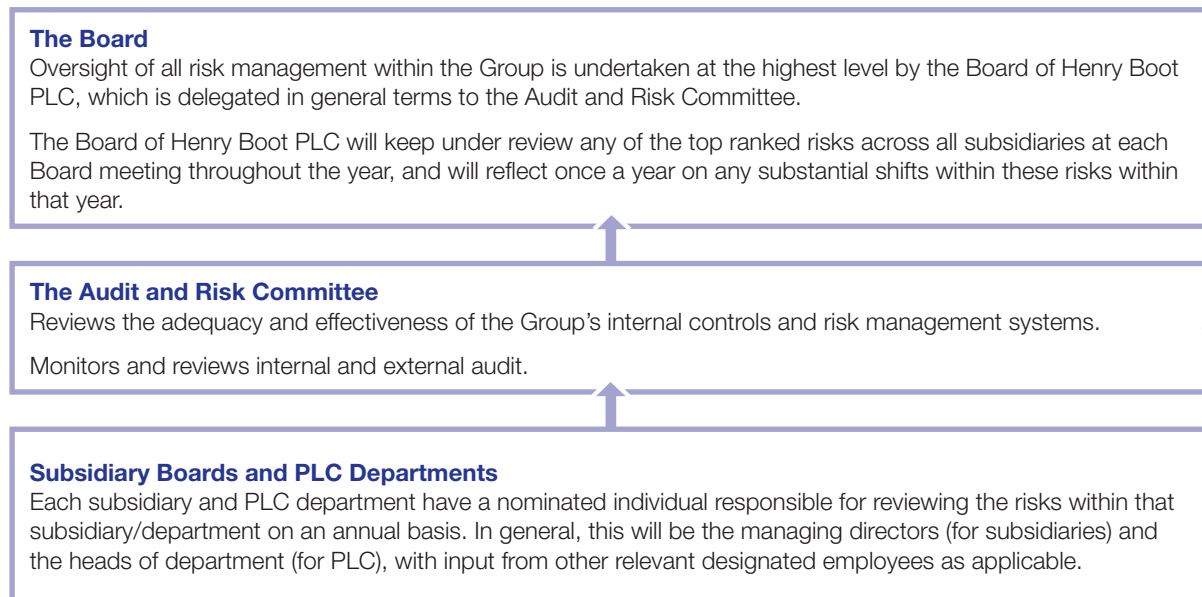 The Board
Oversight of all risk management within the Group is undertaken at the highest level by the Board of Henry Boot
PLC, which is delegated in general terms to the Audit and Risk Committee.
The Board of Henry Boot PLC will keep under review any of the top ranked risks across all subsidiaries at each
Board meeting throughout the year, and will reflect once a year on any substantial shifts within these risks within
that year.
The Audit and Risk Committee
Reviews the adequacy and effectiveness of the Group’s internal controls and risk management systems.
Monitors and reviews internal and external audit.
Subsidiary Boards and PLC Departments
Each subsidiary and PLC department have a nominated individual responsible for reviewing the risks within that
subsidiary/department on an annual basis. In general, this will be the managing directors (for subsidiaries) and
the heads of department (for PLC), with input from other relevant designated employees as applicable.